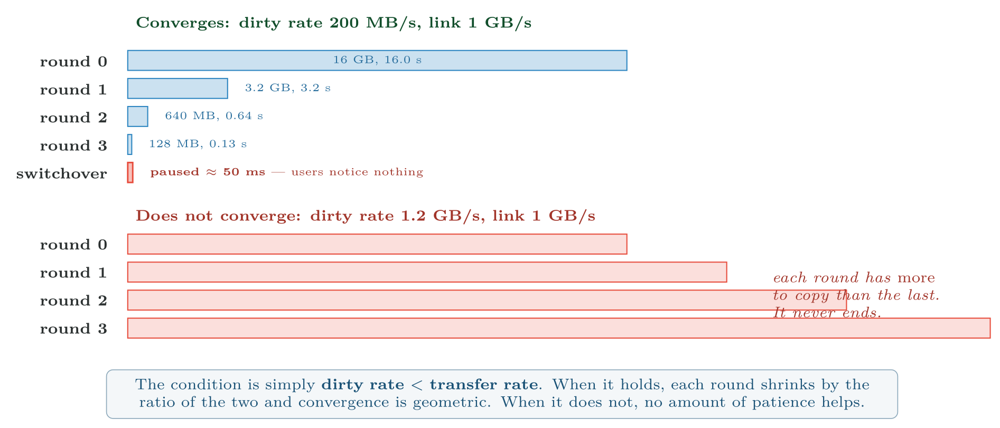 Converges: dirty rate 200 MB/s, link 1 GB/s
round 0
16 GB, 16.0 s
round 1
3.2 GB, 3.2 s
round 2
640 MB, 0.64 s
round 3
128 MB, 0.13 s
switchover
paused ≈ 50 ms — users notice nothing
Does not converge: dirty rate 1.2 GB/s, link 1 GB/s
round 0
round 1
each round has more
round 2
to copy than the last.
It never ends.
round 3
The condition is simply dirty rate < transfer rate. When it holds, each round shrinks by the
ratio of the two and convergence is geometric. When it does not, no amount of patience helps.